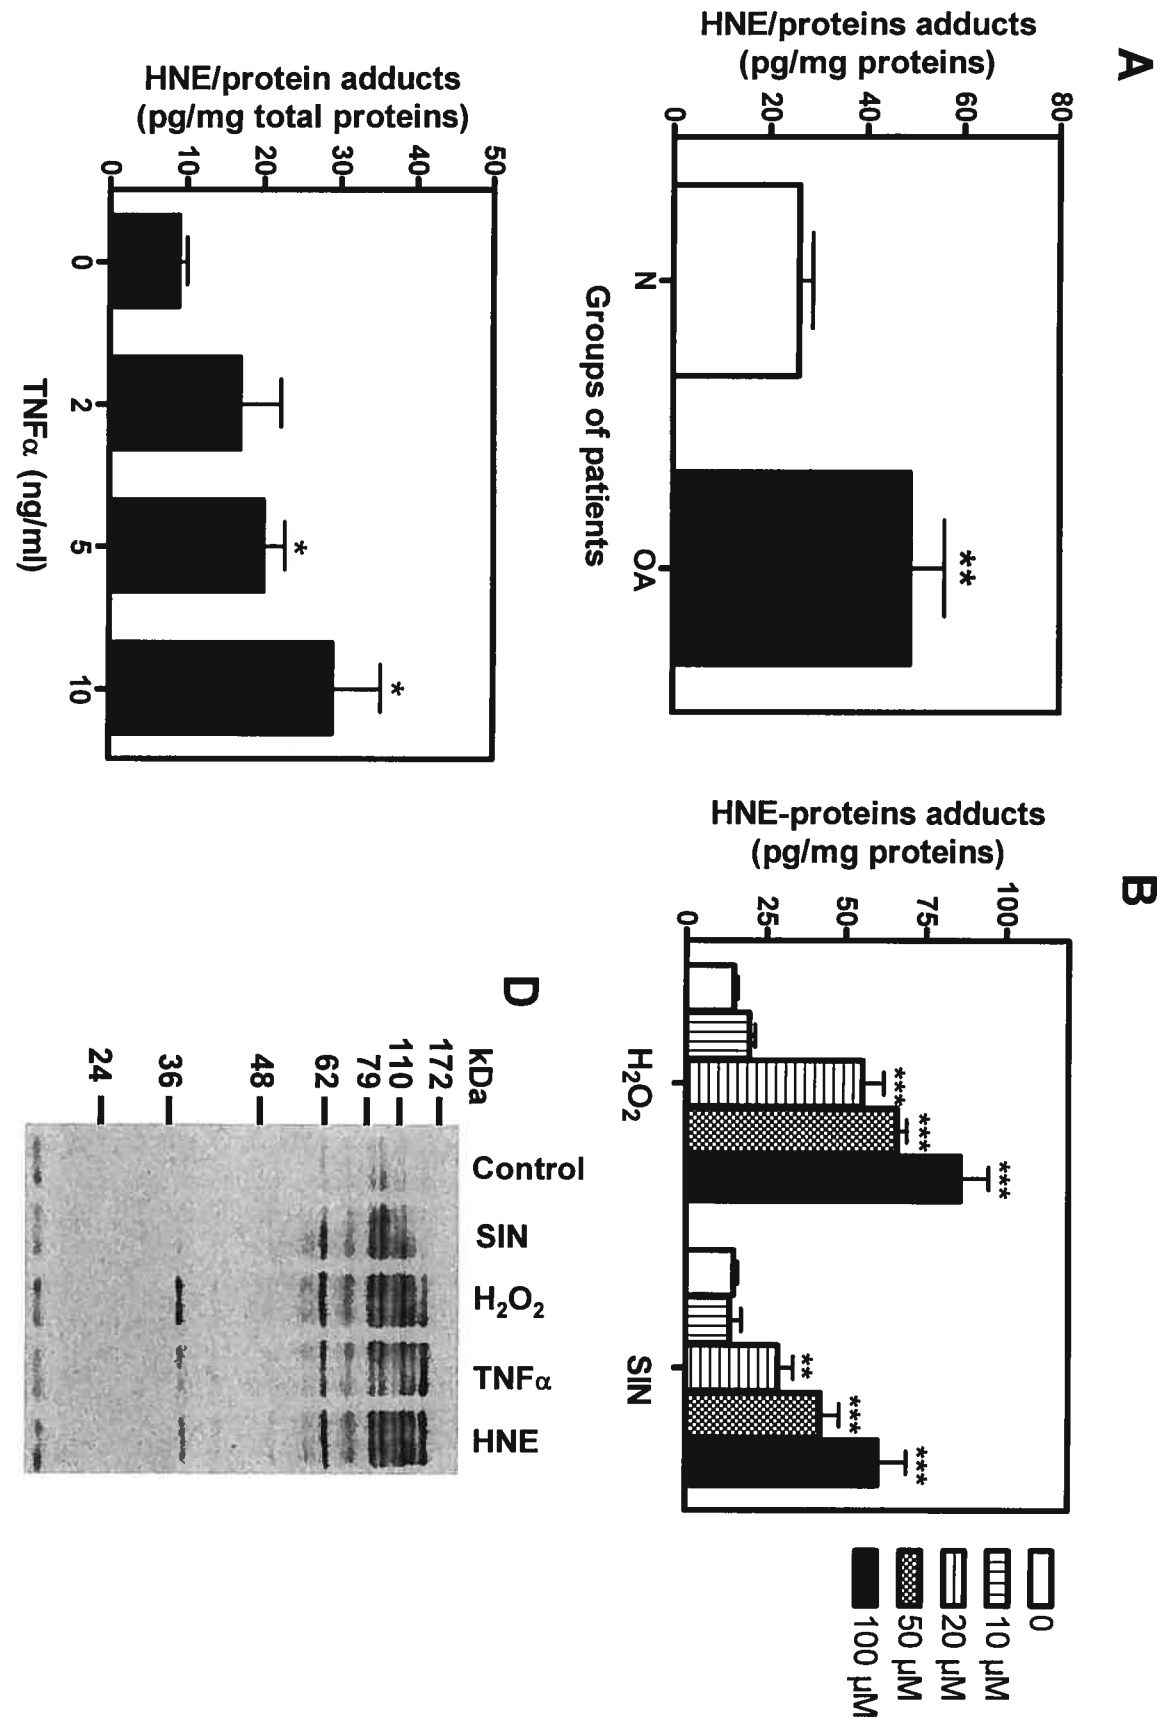 A
HNE/proteins adducts
(pg/mg proteins)
80
60
40
20
0
N
OA
**
Groups of patients
B
HNE-proteins adducts
(pg/mg proteins)
100
75
50
25
0
***
***
***
**
***
***
H₂O₂
SIN
0
10 µM
20 µM
50 µM
100 µM
HNE/protein adducts
(pg/mg total proteins)
50
40
30
20
10
0
*
*
0
2
5
10
TNFα (ng/ml)
D
kDa
Control
SIN
H₂O₂
TNFα
HNE
172
110
79
62
48
36
24